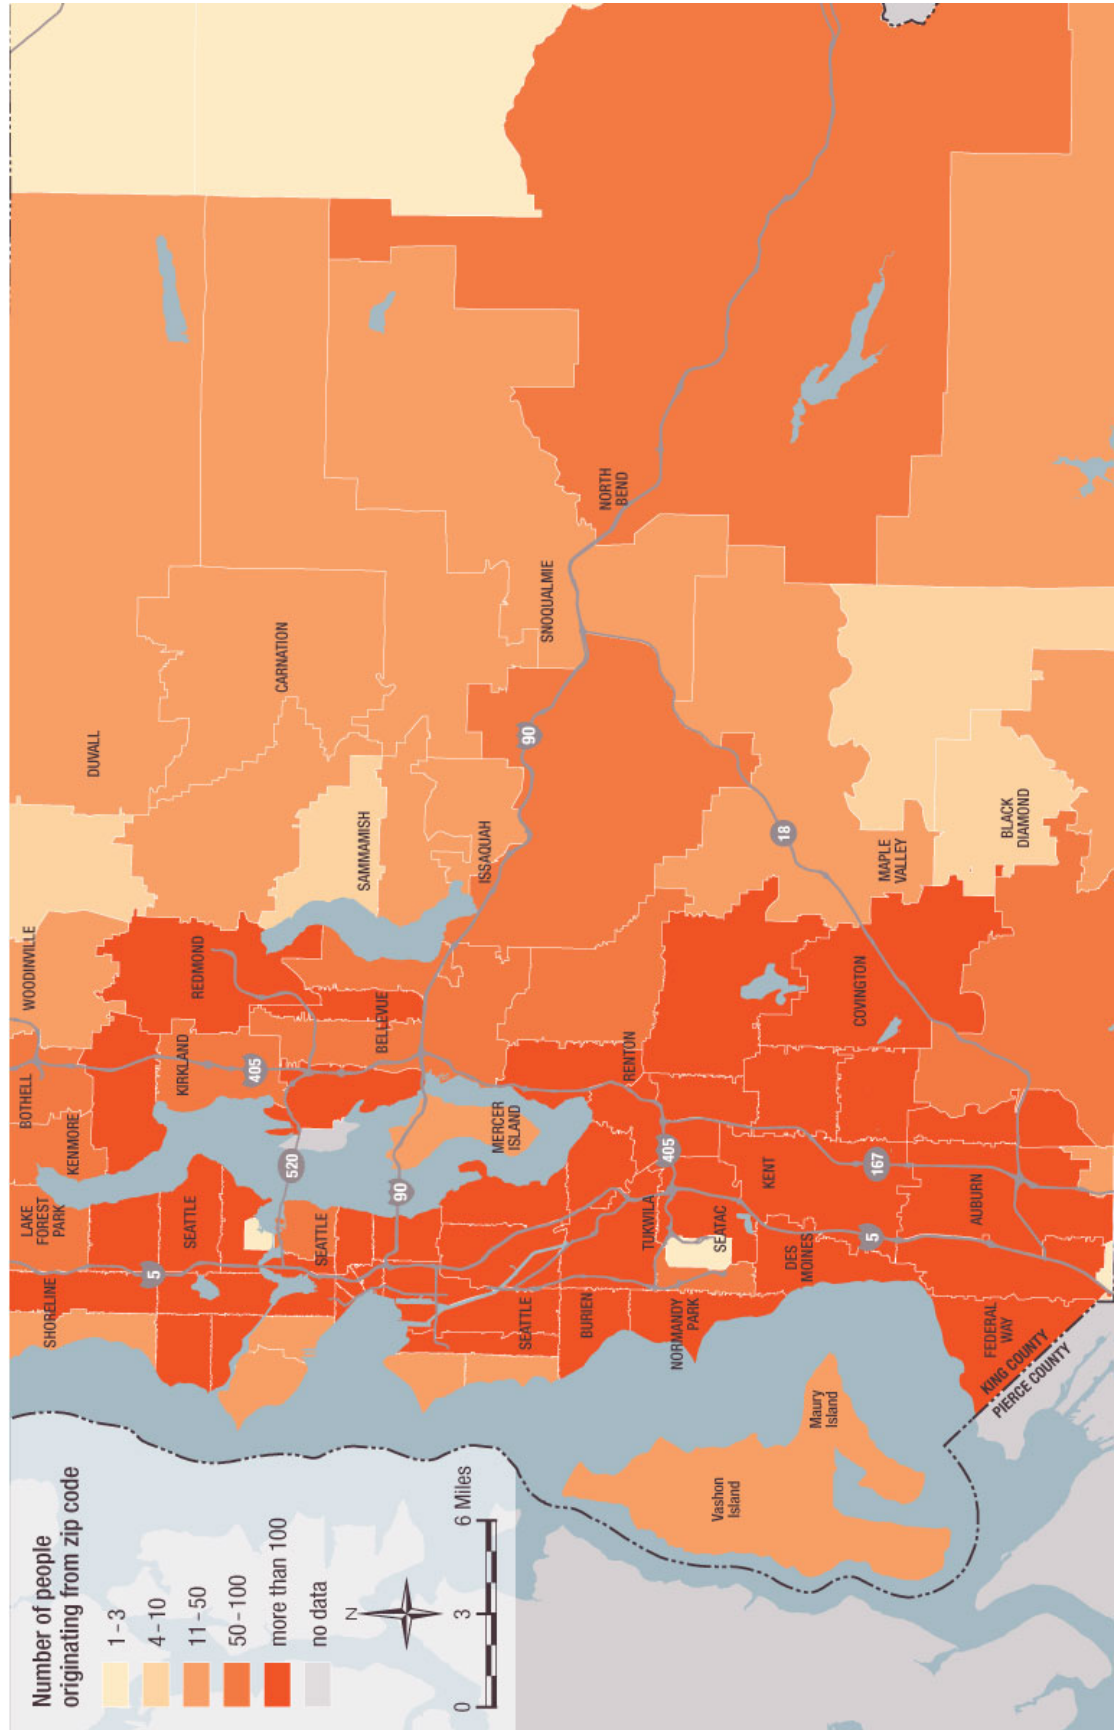 Number of people
originating from zip code
1 - 3
4 - 10
11 - 50
50 - 100
more than 100
no data
N
0
3
6 Miles
SHORELINE
LAKE
FOREST
PARK
KENMORE
BOTHELL
WOODINVILLE
DUVALL
5
SEATTLE
KIRKLAND
REDMOND
405
520
CARNATION
SEATTLE
BELLEVUE
SAMMAMISH
90
MERCER
ISLAND
ISSAQUAH
90
SNOQUALMIE
SEATTLE
BURIEN
RENTON
NORTH
BEND
TUKWILA
405
NORMANDY
PARK
SEATAC
KENT
18
Vashon
Island
Maury
Island
DES
MOINES
5
167
COVINGTON
MAPLE
VALLEY
FEDERAL
WAY
AUBURN
BLACK
DIAMOND
KING COUNTY
PIERCE COUNTY